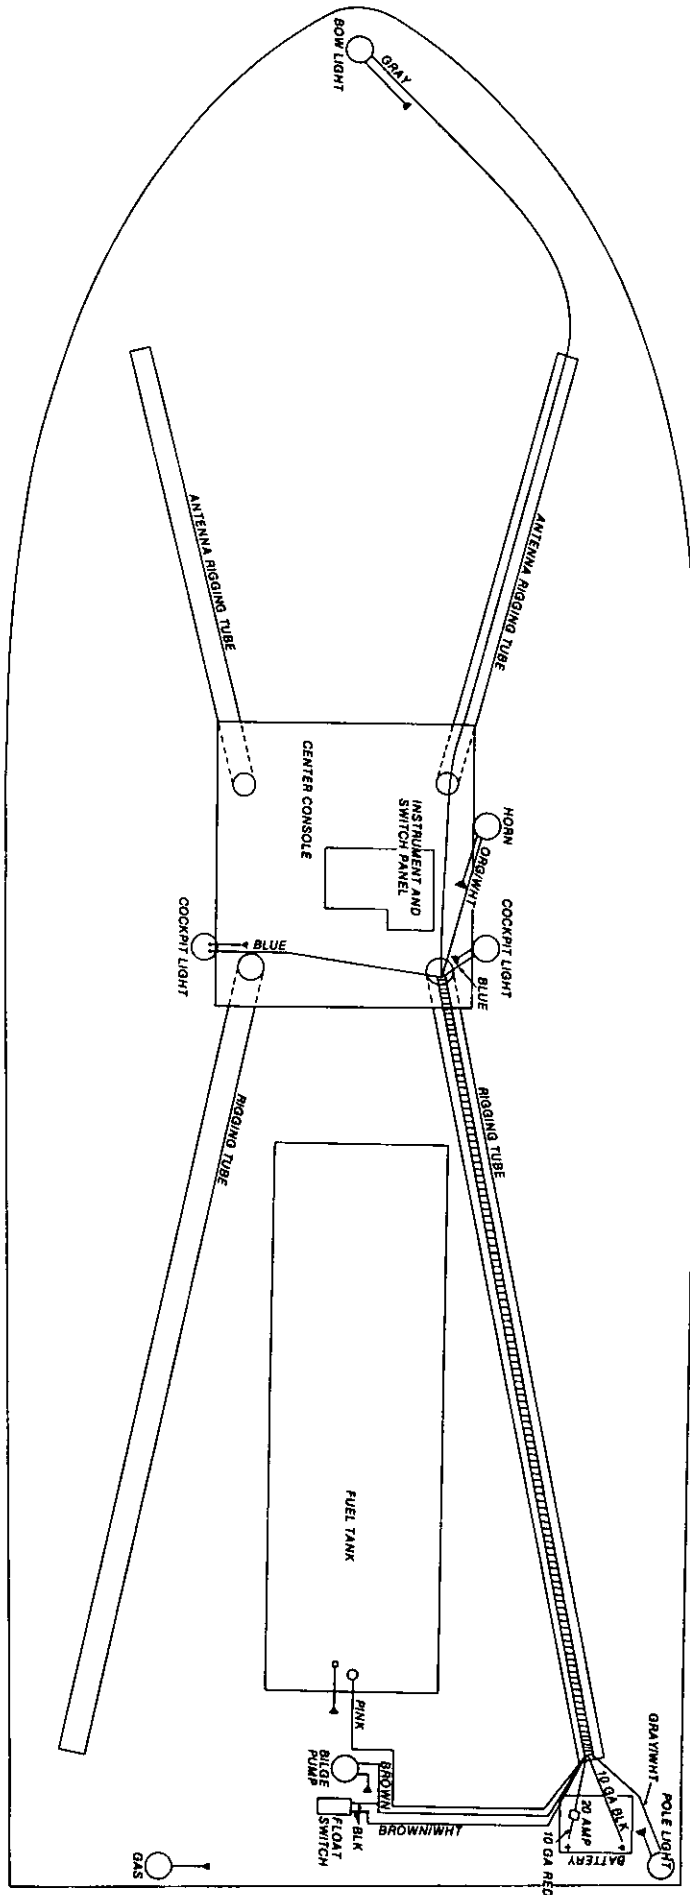 BOW LIGHT
GRAY
ANTENNA RIGGING TUBE
ANTENNA RIGGING TUBE
CENTER CONSOLE
INSTRUMENT AND
SWITCH PANEL
HORN
ORG/WHT
COCKPIT LIGHT
BLUE
COCKPIT LIGHT
BLUE
RIGGING TUBE
RIGGING TUBE
FUEL TANK
PINK
BILGE
PUMP
BROWN
FLOAT
SWITCH
BLK
BROWN/WHT
GRAY/WHT
POLE LIGHT
10 GA BLK
20 AMP
10 GA RED
+
BATTERY
GAS